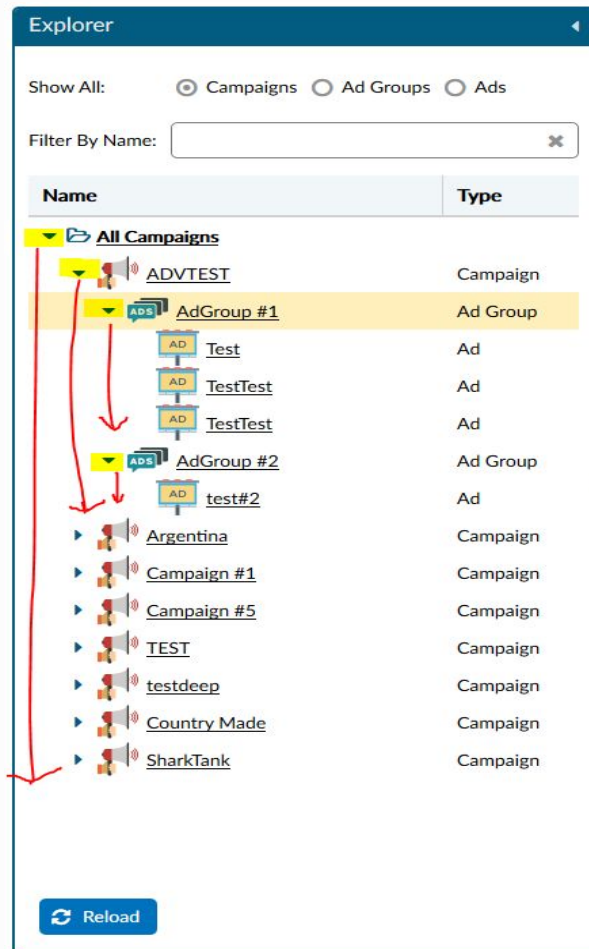 Explorer
Show All: Campaigns Ad Groups Ads
Filter By Name:
Name Type
All Campaigns
ADVTEST Campaign
ADS AdGroup #1 Ad Group
AD Test Ad
AD TestTest Ad
AD TestTest Ad
ADS AdGroup #2 Ad Group
AD test#2 Ad
Argentina Campaign
Campaign #1 Campaign
Campaign #5 Campaign
TEST Campaign
testdeep Campaign
Country Made Campaign
SharkTank Campaign
Reload